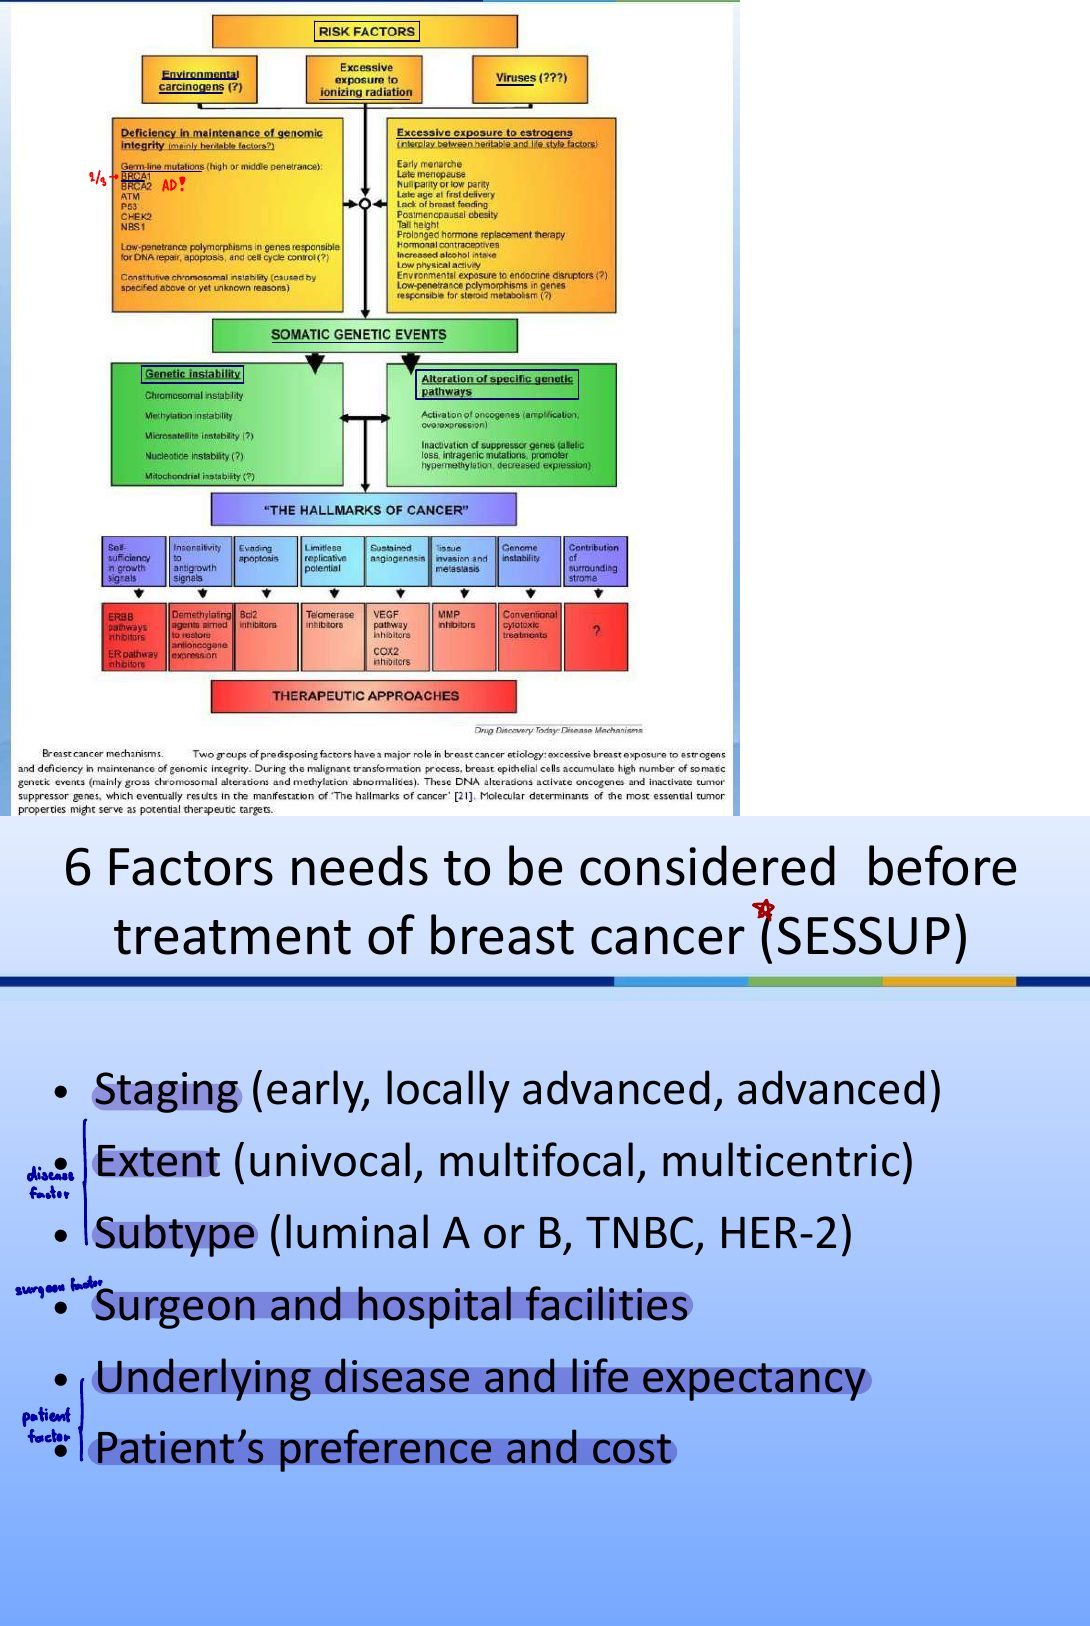 RISK FACTORS
Environmental
carcinogens (?)
Excessive
exposure to
ionizing radiation
Viruses (???)
Deficiency in maintenance of genomic
integrity (mainly heritable factors?)
Germ-line mutations (high or middle penetrance):
2/3 → BRCA1
BRCA2 AD!
ATM
P53
CHEK2
NBS1
Low-penetrance polymorphisms in genes responsible
for DNA repair, apoptosis, and cell cycle control (?)
Constitutive chromosomal instability (caused by
specified above or yet unknown reasons)
Excessive exposure to estrogens
(interplay between heritable and life style factors)
Early menarche
Late menopause
Nulliparity or low parity
Late age at first delivery
Lack of breast feeding
Postmenopausal obesity
Tall height
Prolonged hormone replacement therapy
Hormonal contraceptives
Increased alcohol intake
Low physical activity
Environmental exposure to endocrine disruptors (?)
Low-penetrance polymorphisms in genes
responsible for steroid metabolism (?)
SOMATIC GENETIC EVENTS
Genetic instability
Chromosomal instability
Methylation instability
Microsatellite instability (?)
Nucleotide instability (?)
Mitochondrial instability (?)
Alteration of specific genetic
pathways
Activation of oncogenes (amplification,
overexpression)
Inactivation of suppressor genes (allelic
loss, intragenic mutations, promoter
hypermethylation, decreased expression)
"THE HALLMARKS OF CANCER"
Self-
sufficiency
in growth
signals
Insensitivity
to
antigrowth
signals
Evading
apoptosis
Limitless
replicative
potential
Sustained
angiogenesis
Tissue
invasion and
metastasis
Genome
instability
Contribution
of
surrounding
stroma
ERBB
pathways
inhibitors
ER pathway
inhibitors
Demethylating
agents aimed
to restore
antioncogene
expression
Bcl2
inhibitors
Telomerase
inhibitors
VEGF
pathway
inhibitors
COX2
inhibitors
MMP
inhibitors
Conventional
cytotoxic
treatments
?
THERAPEUTIC APPROACHES
Drug Discovery Today: Disease Mechanisms
Breast cancer mechanisms. Two groups of predisposing factors have a major role in breast cancer etiology: excessive breast exposure to estrogens
and deficiency in maintenance of genomic integrity. During the malignant transformation process, breast epithelial cells accumulate high number of somatic
genetic events (mainly gross chromosomal alterations and methylation abnormalities). These DNA alterations activate oncogenes and inactivate tumor
suppressor genes, which eventually results in the manifestation of 'The hallmarks of cancer' [21]. Molecular determinants of the most essential tumor
properties might serve as potential therapeutic targets.
6 Factors needs to be considered before
treatment of breast cancer (SESSUP)
• Staging (early, locally advanced, advanced)
• Extent (univocal, multifocal, multicentric)
disease
factor
• Subtype (luminal A or B, TNBC, HER-2)
surgeon factor
• Surgeon and hospital facilities
• Underlying disease and life expectancy
patient
factor
• Patient's preference and cost